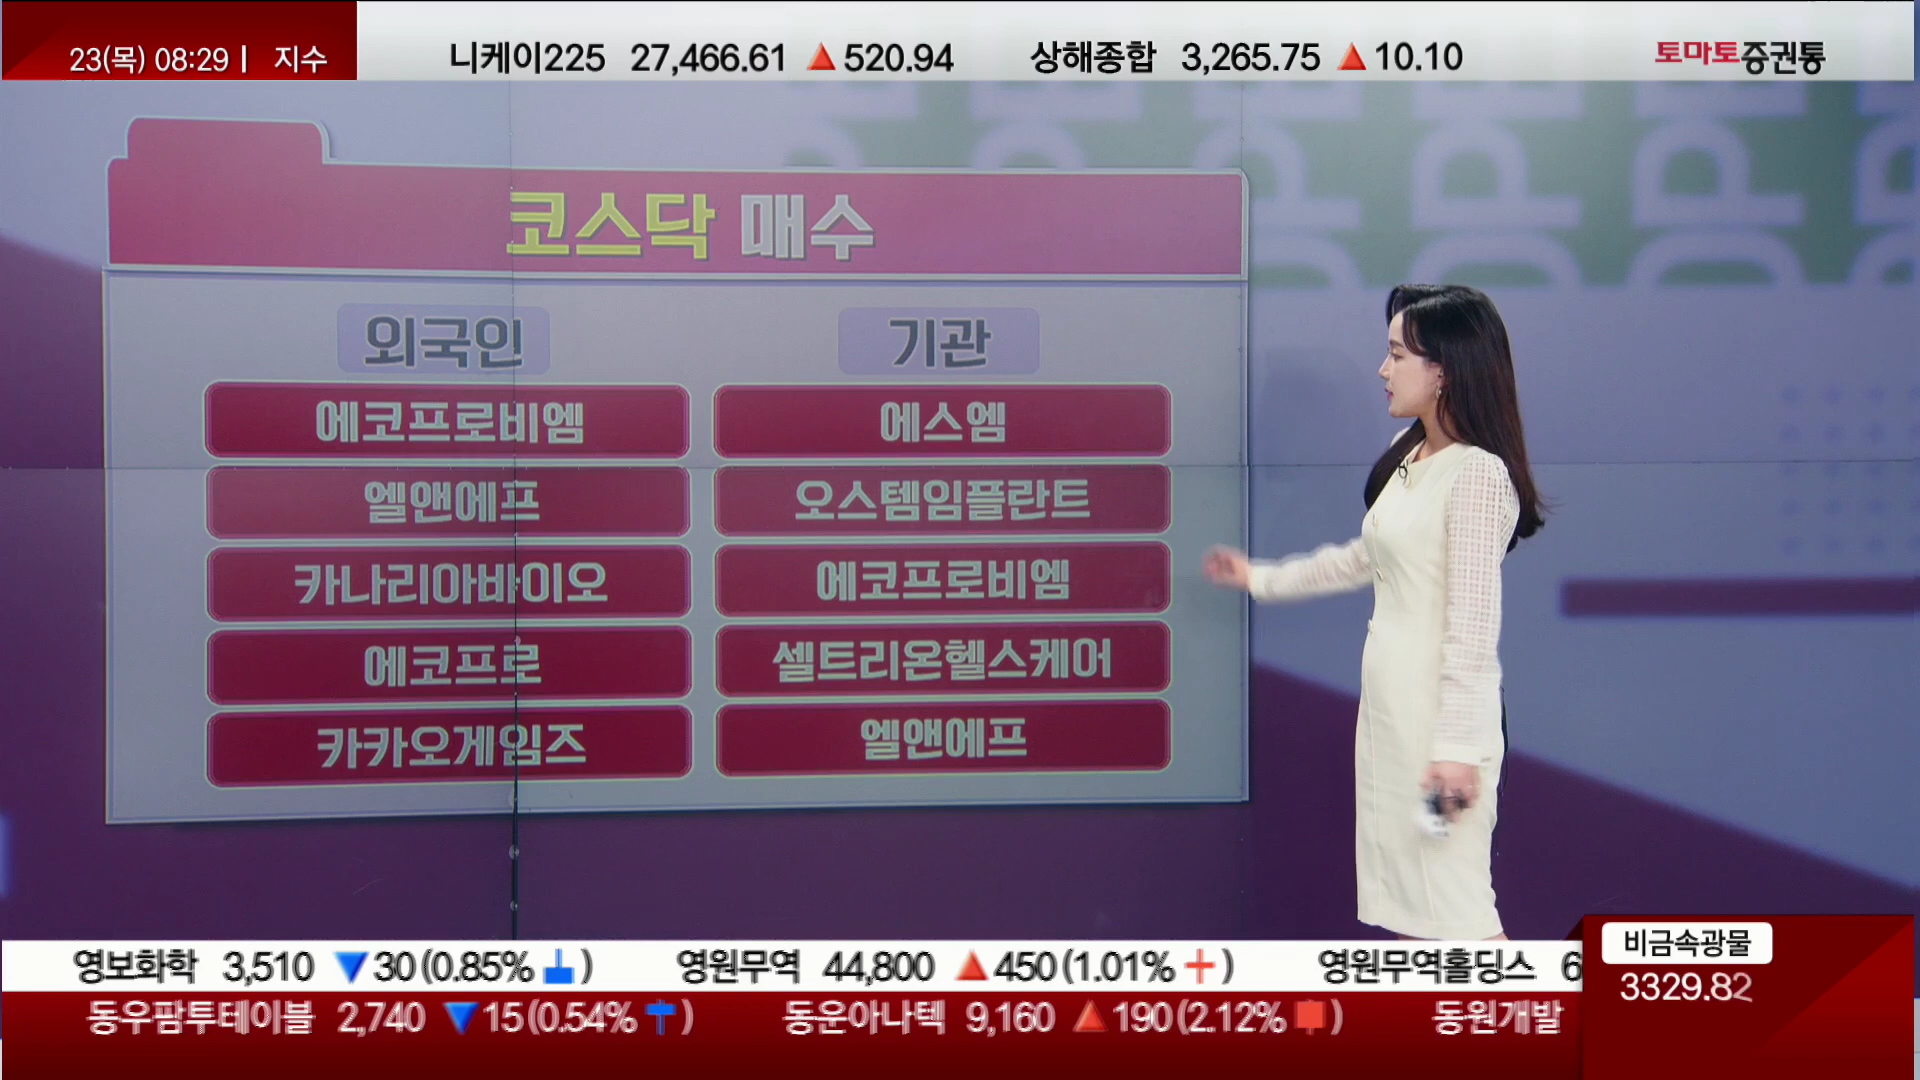 23(목) 08:29 | 지수 니케이225 27,466.61 ▲520.94 상해종합 3,265.75 ▲10.10 토마토증권통
코스닥 매수
외국인 기관
에코프로비엠 에스엠
엘앤에프 오스템임플란트
카나리아바이오 에코프로비엠
에코프로 셀트리온헬스케어
카카오게임즈 엘앤에프
영보화학 3,510 ▼30(0.85%) 영원무역 44,800 ▲450(1.01%) 영원무역홀딩스 6
동우팜투테이블 2,740 ▼15(0.54%) 동운아나텍 9,160 ▲190(2.12%) 동원개발
비금속광물
3329.82